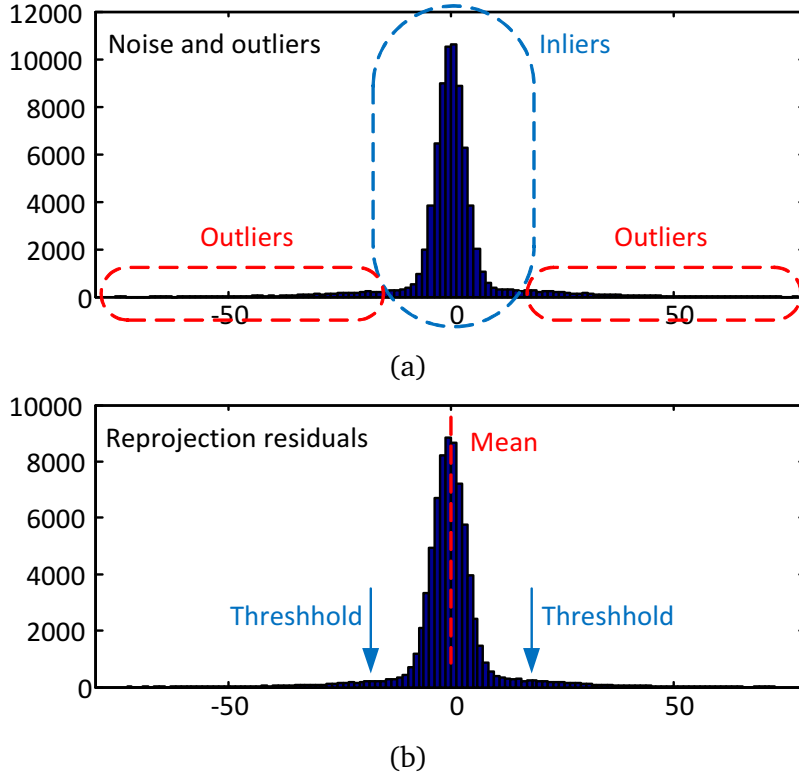 12000
Noise and outliers
Inliers
10000
8000
6000
4000
Outliers
Outliers
2000
0
-50
0
50
(a)
10000
Reprojection residuals
Mean
8000
6000
4000
Threshhold
Threshhold
2000
0
-50
0
50
(b)